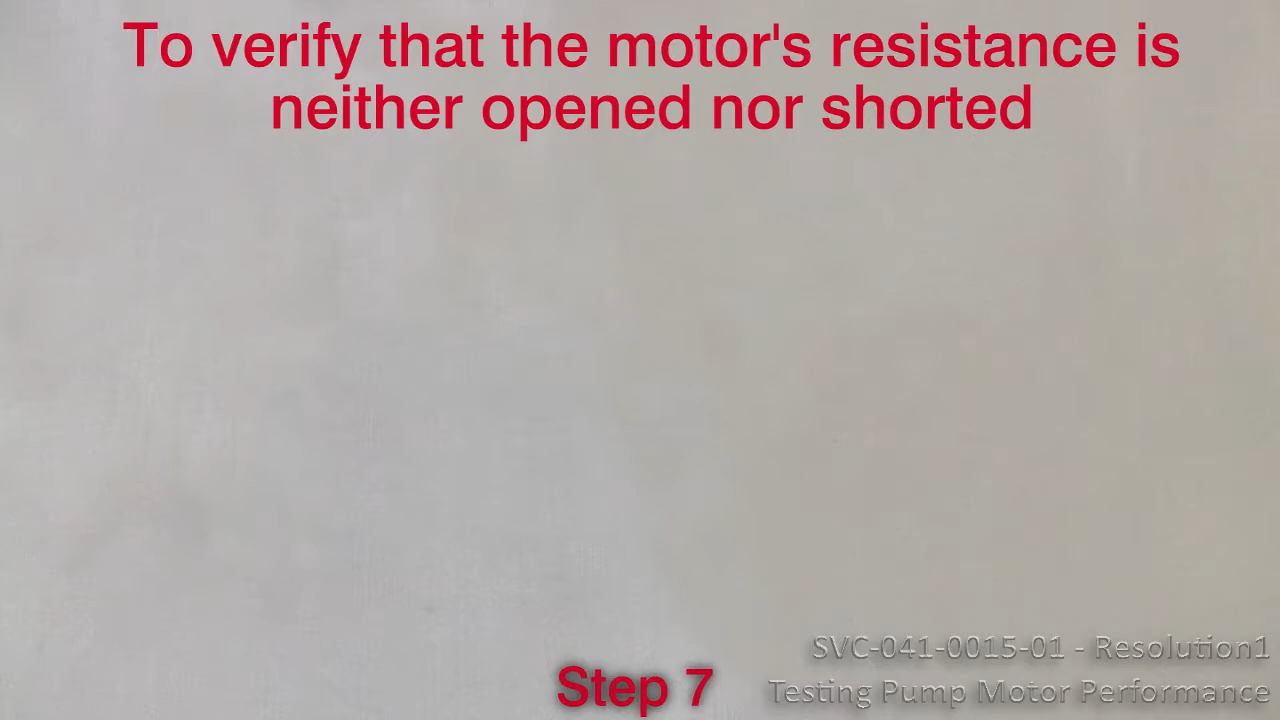 To verify that the motor's resistance is
neither opened nor shorted
SVC-041-0015-01 - Resolution1
Step 7
Testing Pump Motor Performance